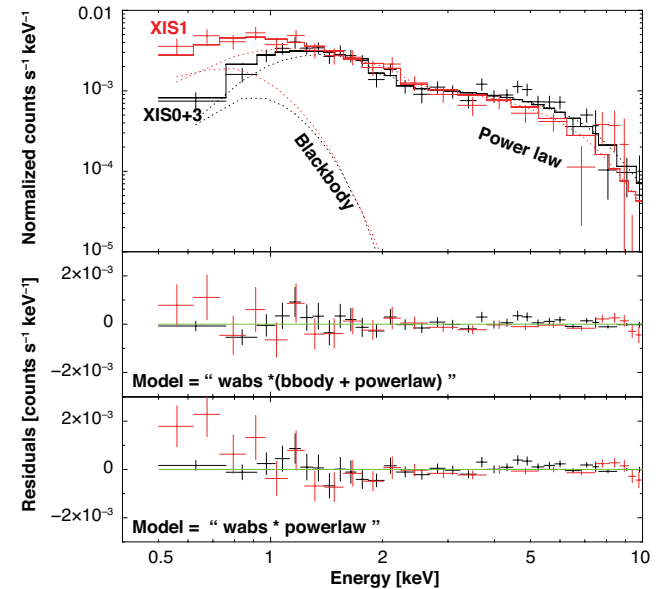 0.01
10⁻³
10⁻⁴
10⁻⁵
Normalized counts s⁻¹ keV⁻¹
XIS1
XIS0+3
Blackbody
Power law
2×10⁻³
0
−2×10⁻³
Model = “ wabs *(bbody + powerlaw) ”
2×10⁻³
0
−2×10⁻³
Model = “ wabs * powerlaw ”
Residuals [counts s⁻¹ keV⁻¹]
0.5 1 2 5 10
Energy [keV]